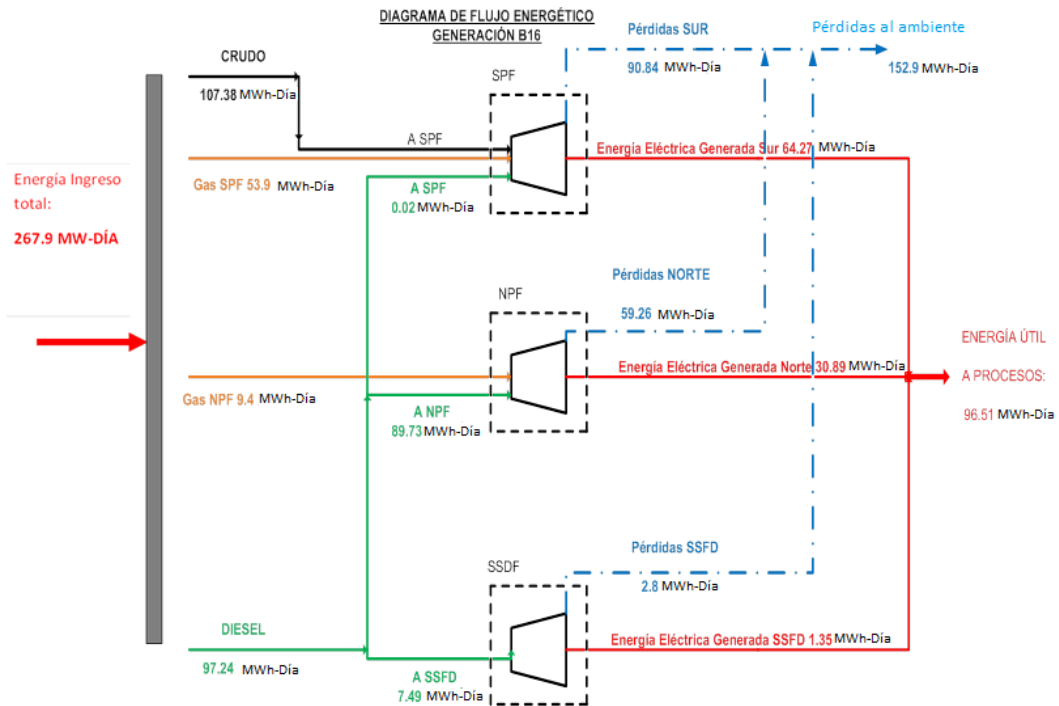 DIAGRAMA DE FLUJO ENERGÉTICO
GENERACIÓN B16
Pérdidas SUR
90.84 MWh-Día
Pérdidas al ambiente
152.9 MWh-Día
CRUDO
107.38 MWh-Día
SPF
A SPF
Energía Eléctrica Generada Sur 64.27 MWh-Día
Gas SPF 53.9 MWh-Día
A SPF
0.02 MWh-Día
Energía Ingreso
total:
267.9 MW-DÍA
Pérdidas NORTE
59.26 MWh-Día
NPF
Energía Eléctrica Generada Norte 30.89 MWh-Día
ENERGÍA ÚTIL
A PROCESOS:
96.51 MWh-Día
Gas NPF 9.4 MWh-Día
A NPF
89.73 MWh-Día
Pérdidas SSFD
2.8 MWh-Día
SSDF
DIESEL
97.24 MWh-Día
Energía Eléctrica Generada SSFD 1.35 MWh-Día
A SSFD
7.49 MWh-Día